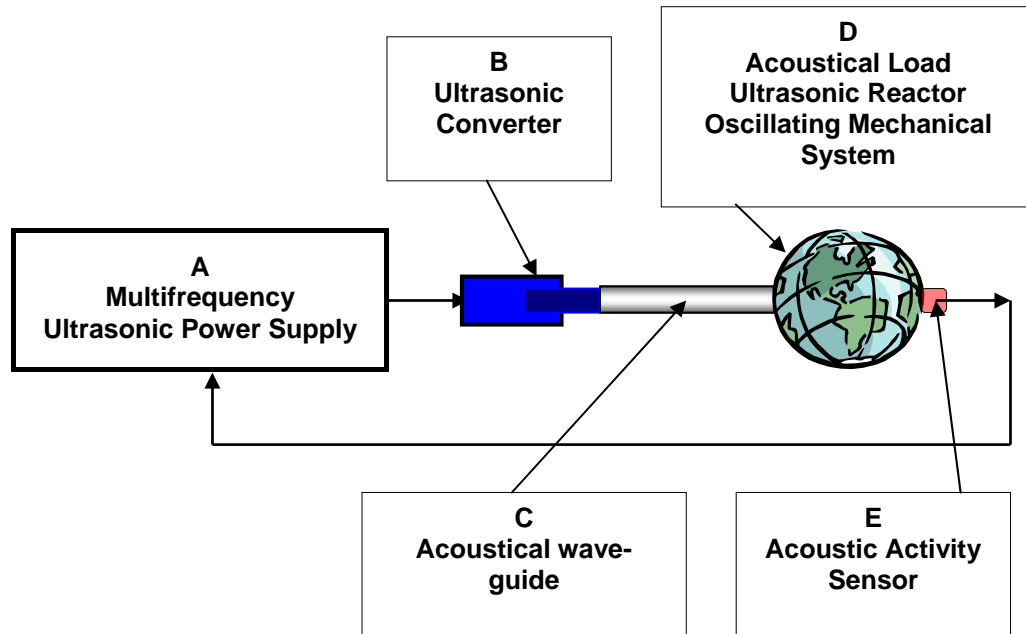 A
Multifrequency
Ultrasonic Power Supply
B
Ultrasonic
Converter
D
Acoustical Load
Ultrasonic Reactor
Oscillating Mechanical
System
C
Acoustical wave-
guide
E
Acoustic Activity
Sensor